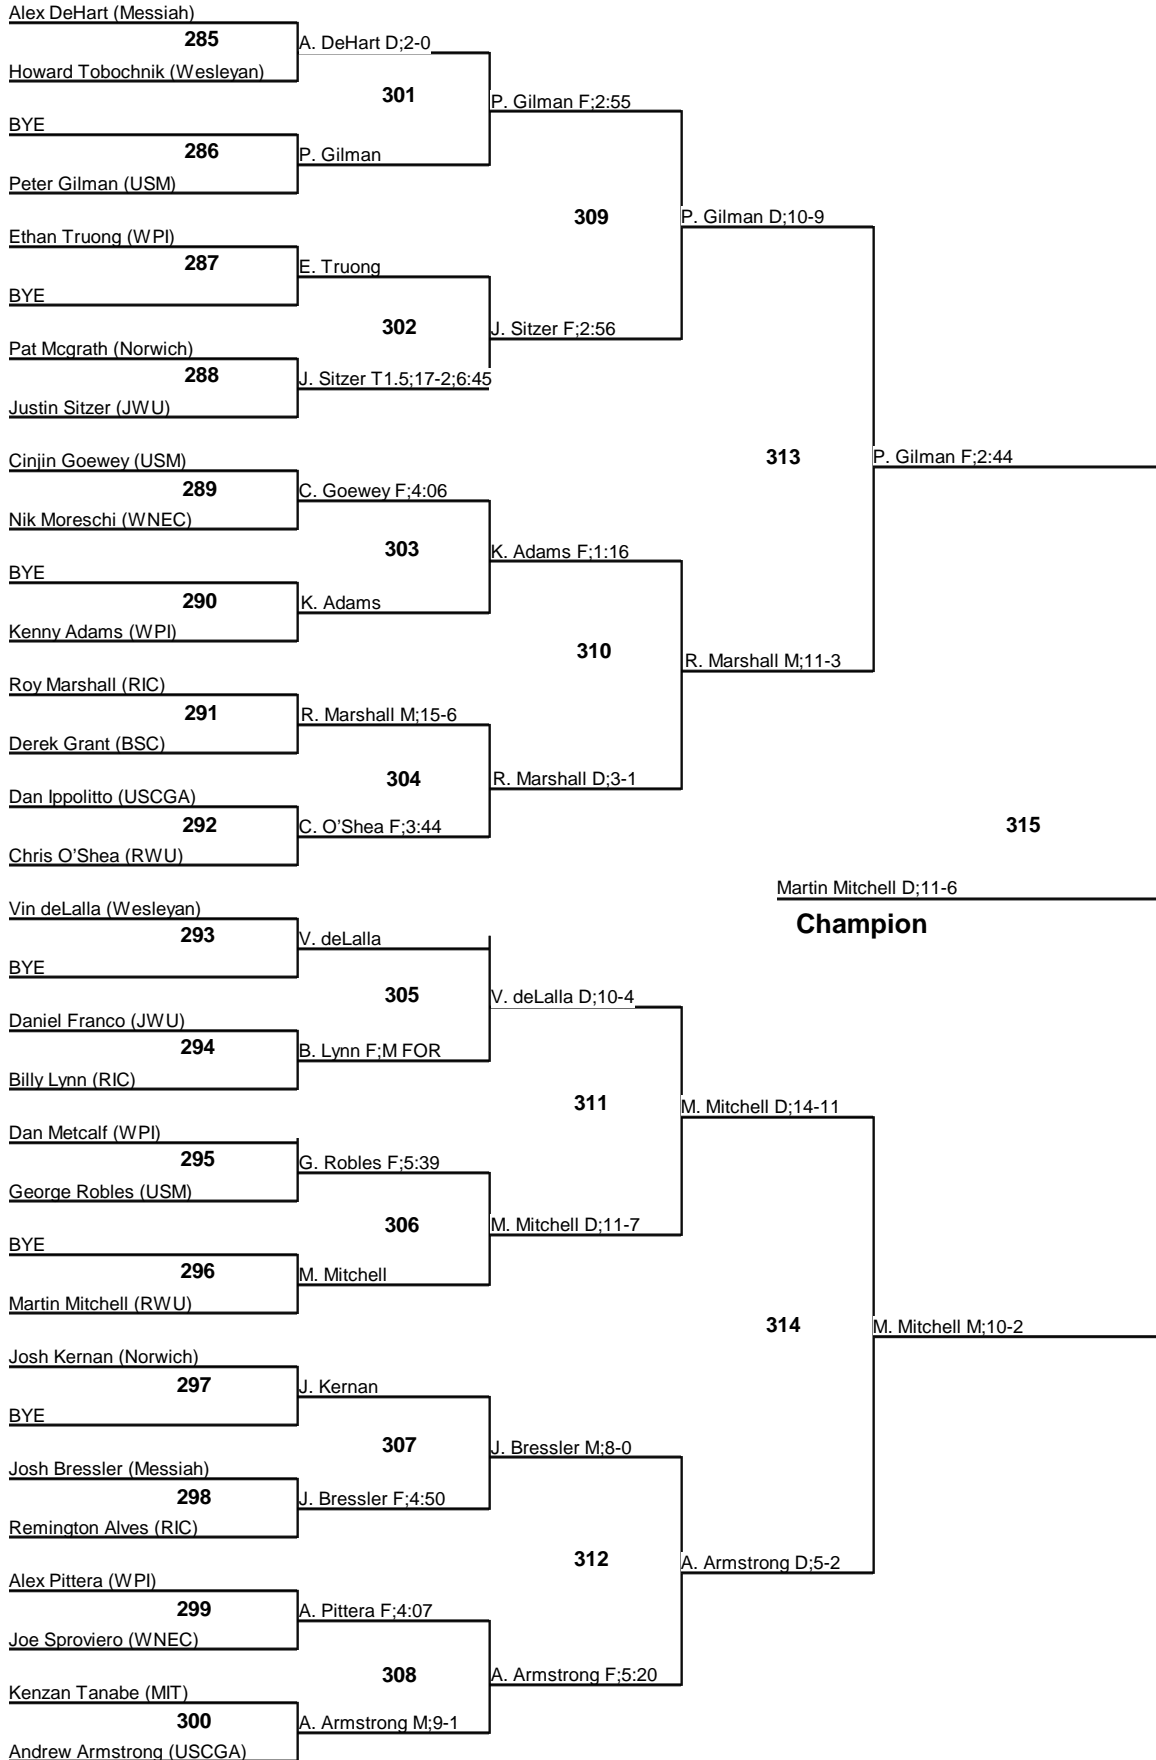 Alex DeHart (Messiah)
285
A. DeHart D;2-0
Howard Tobochnik (Wesleyan)
301
P. Gilman F;2:55
BYE
286
P. Gilman
Peter Gilman (USM)
309
P. Gilman D;10-9
Ethan Truong (WPI)
287
E. Truong
BYE
302
J. Sitzer F;2:56
Pat Mcgrath (Norwich)
288
J. Sitzer T1.5;17-2;6:45
Justin Sitzer (JWU)
313
P. Gilman F;2:44
Cinjin Goewey (USM)
289
C. Goewey F;4:06
Nik Moreschi (WNEC)
303
K. Adams F;1:16
BYE
290
K. Adams
Kenny Adams (WPI)
310
R. Marshall M;11-3
Roy Marshall (RIC)
291
R. Marshall M;15-6
Derek Grant (BSC)
304
R. Marshall D;3-1
Dan Ippolitto (USCGA)
292
C. O'Shea F;3:44
Chris O'Shea (RWU)
315
Martin Mitchell D;11-6
Champion
Vin deLalla (Wesleyan)
293
V. deLalla
BYE
305
V. deLalla D;10-4
Daniel Franco (JWU)
294
B. Lynn F;M FOR
Billy Lynn (RIC)
311
M. Mitchell D;14-11
Dan Metcalf (WPI)
295
G. Robles F;5:39
George Robles (USM)
306
M. Mitchell D;11-7
BYE
296
M. Mitchell
Martin Mitchell (RWU)
314
M. Mitchell M;10-2
Josh Kernan (Norwich)
297
J. Kernan
BYE
307
J. Bressler M;8-0
Josh Bressler (Messiah)
298
J. Bressler F;4:50
Remington Alves (RIC)
312
A. Armstrong D;5-2
Alex Pittera (WPI)
299
A. Pittera F;4:07
Joe Sproviero (WNEC)
308
A. Armstrong F;5:20
Kenzan Tanabe (MIT)
300
A. Armstrong M;9-1
Andrew Armstrong (USCGA)